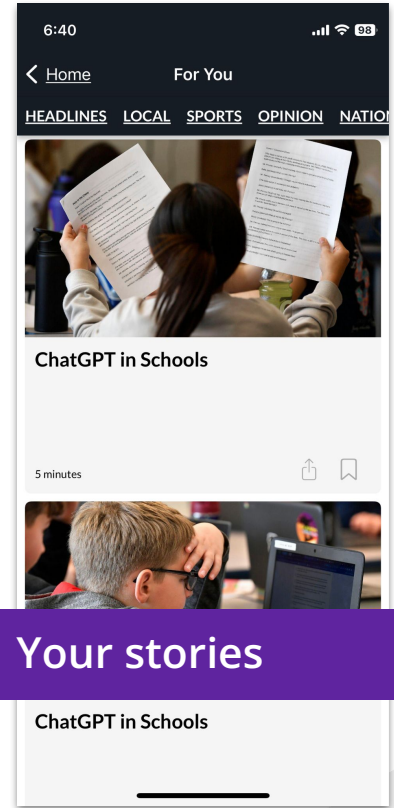 6:40
98
Home
For You
HEADLINES LOCAL SPORTS OPINION NATIO
ChatGPT in Schools
5 minutes
Your stories
ChatGPT in Schools